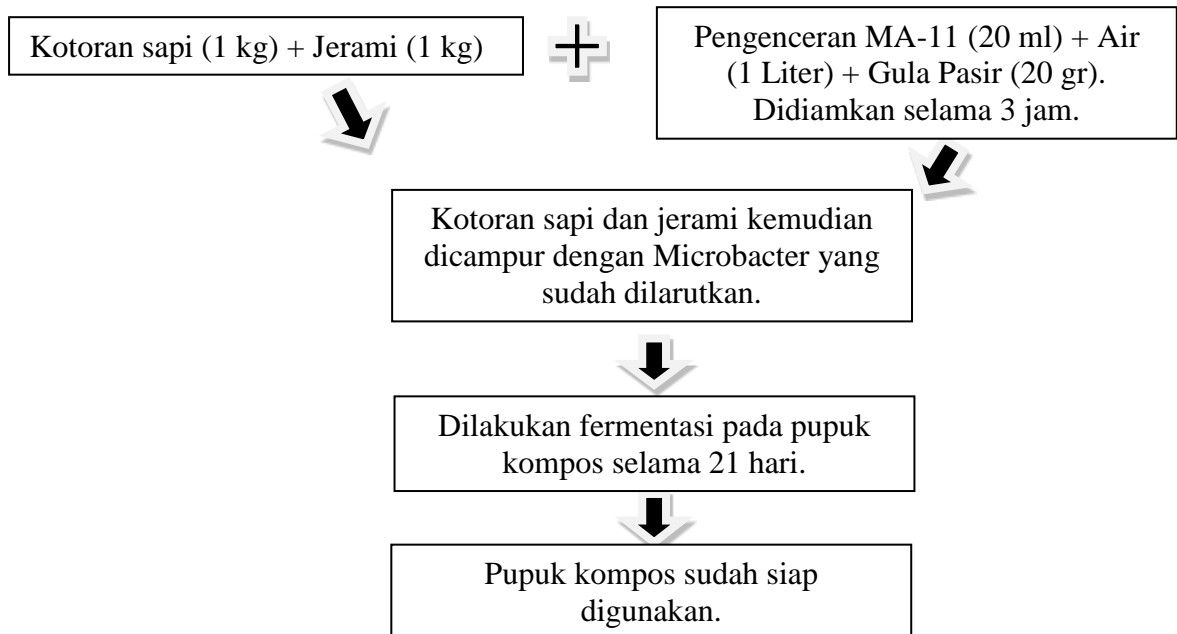 Kotoran sapi (1 kg) + Jerami (1 kg)
Pengenceran MA-11 (20 ml) + Air
(1 Liter) + Gula Pasir (20 gr).
Didiamkan selama 3 jam.
Kotoran sapi dan jerami kemudian
dicampur dengan Microbacter yang
sudah dilarutkan.
Dilakukan fermentasi pada pupuk
kompos selama 21 hari.
Pupuk kompos sudah siap
digunakan.